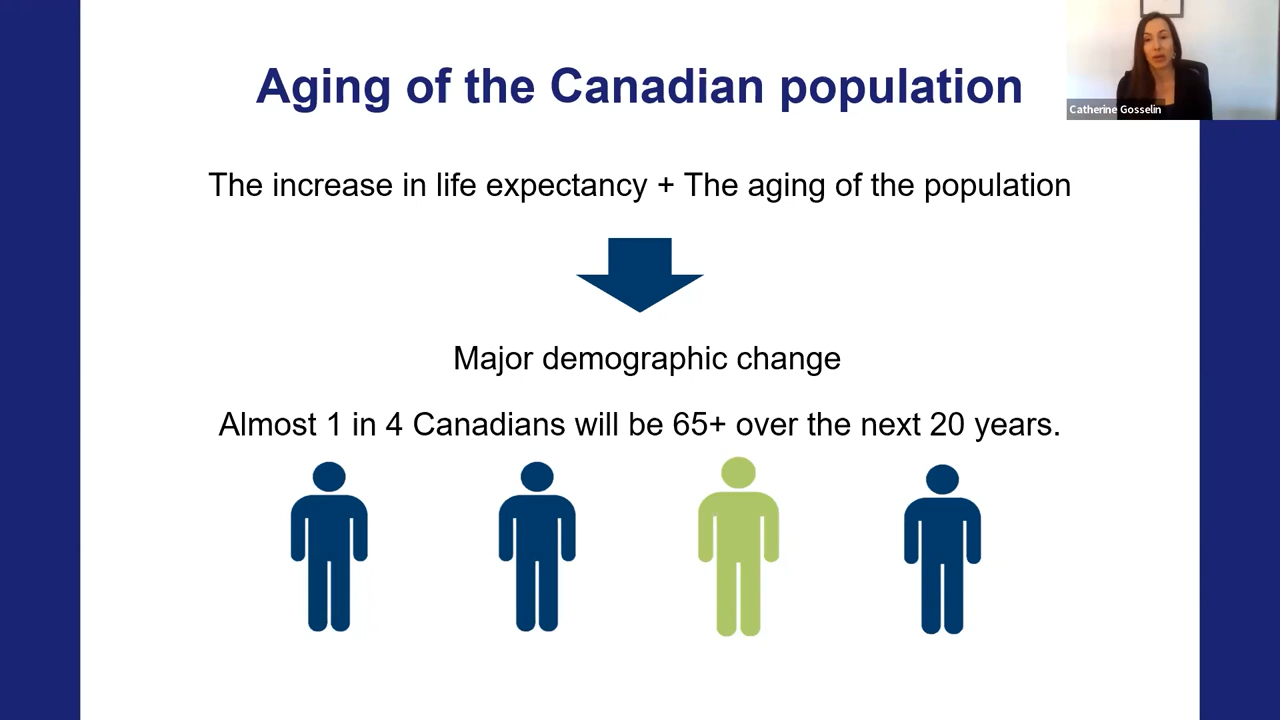 Aging of the Canadian population
Catherine Gosselin
The increase in life expectancy + The aging of the population
Major demographic change
Almost 1 in 4 Canadians will be 65+ over the next 20 years.